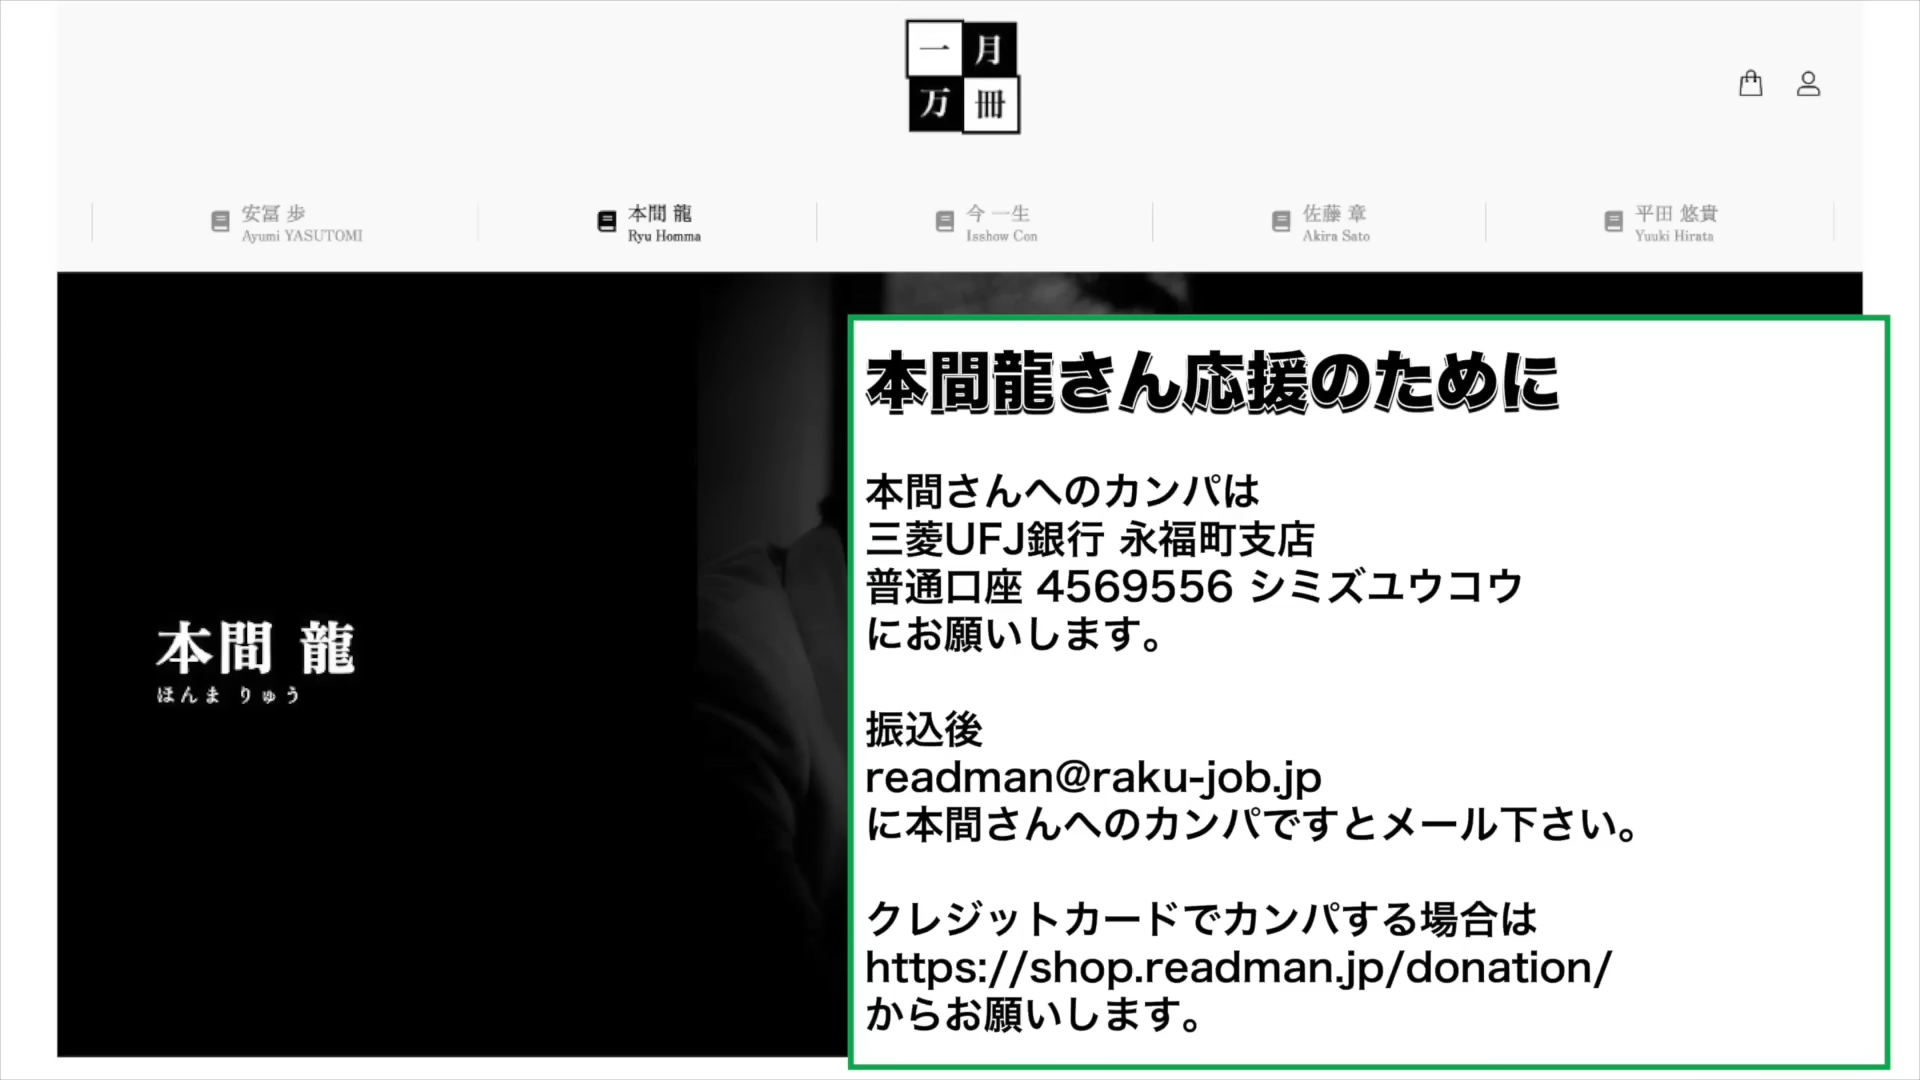 一月
万冊
安冨 歩
Ayumi YASUTOMI
本間 龍
Ryu Homma
今 一生
Isshow Con
佐藤 章
Akira Sato
平田 悠貴
Yuuki Hirata
本間 龍
ほんま りゅう
本間龍さん応援のために
本間さんへのカンパは
三菱UFJ銀行 永福町支店
普通口座 4569556 シミズユウコウ
にお願いします。
振込後
readman@raku-job.jp
に本間さんへのカンパですとメール下さい。
クレジットカードでカンパする場合は
https://shop.readman.jp/donation/
からお願いします。